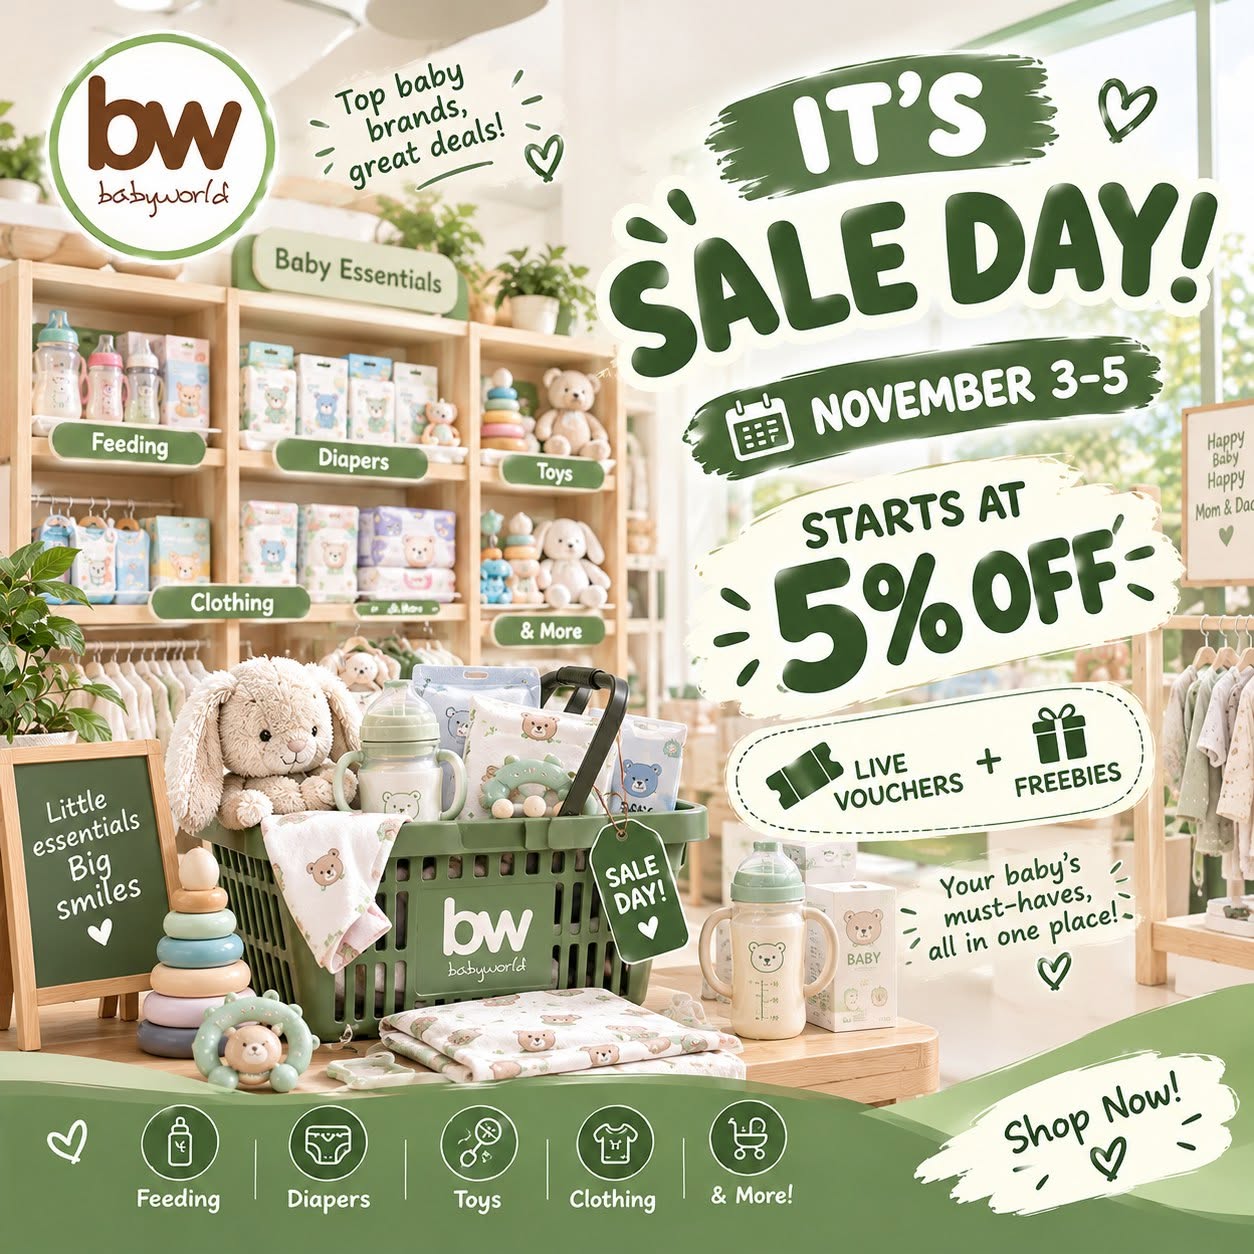 bw
babyworld
Top baby
brands,
great deals!
IT'S
SALE DAY!
NOVEMBER 3-5
STARTS AT
5% OFF
LIVE
VOUCHERS
+
FREEBIES
Your baby's
must-haves,
all in one place!
Baby Essentials
Feeding
Diapers
Toys
Clothing
& More
Happy
Baby
Happy
Mom & Dad
Little
essentials
Big
smiles
bw
babyworld
SALE
DAY!
BABY
Feeding
Diapers
Toys
Clothing
& More!
Shop Now!